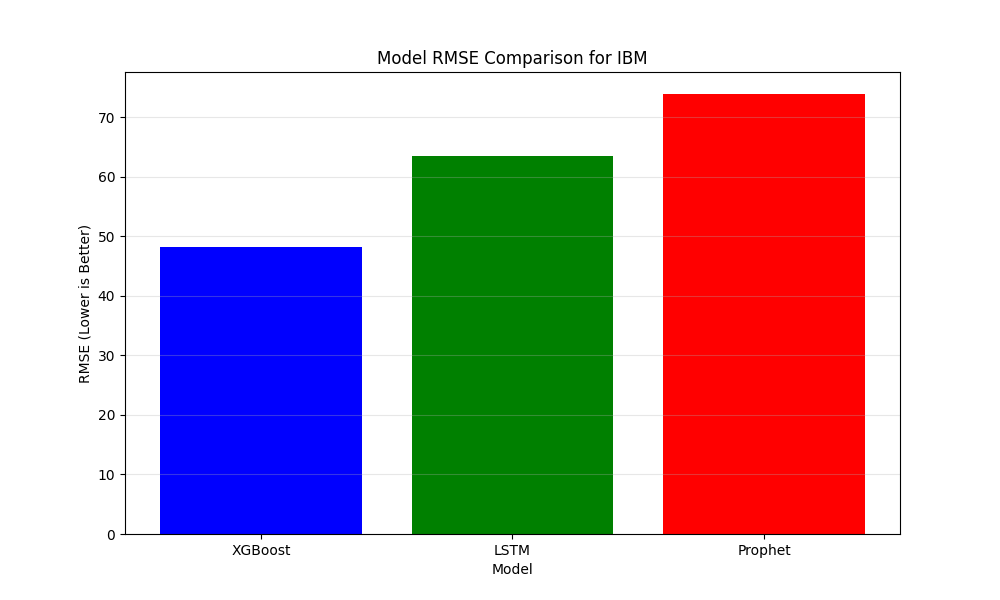 Model RMSE Comparison for IBM
RMSE (Lower is Better)
70
60
50
40
30
20
10
0
XGBoost
LSTM
Prophet
Model